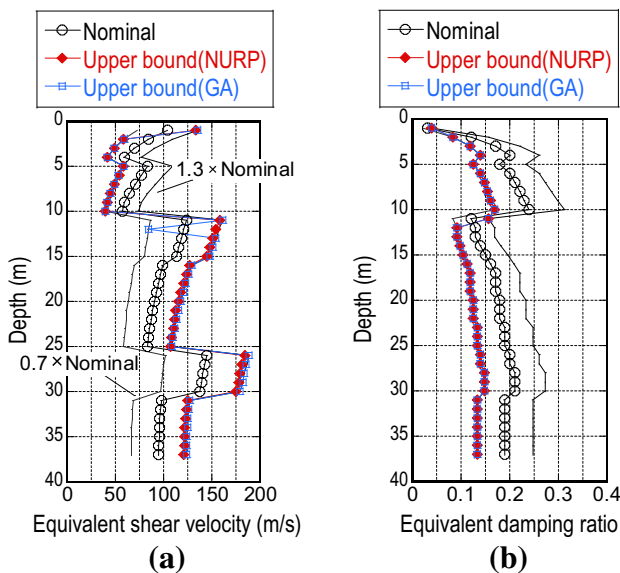 Nominal
Upper bound(NURP)
Upper bound(GA)
0
5
10
15
20
25
30
35
40
Depth (m)
1.3 × Nominal
0.7 × Nominal
0 50 100 150 200
Equivalent shear velocity (m/s)
(a)
Nominal
Upper bound(NURP)
Upper bound(GA)
0
5
10
15
20
25
30
35
40
Depth (m)
0 0.1 0.2 0.3 0.4
Equivalent damping ratio
(b)